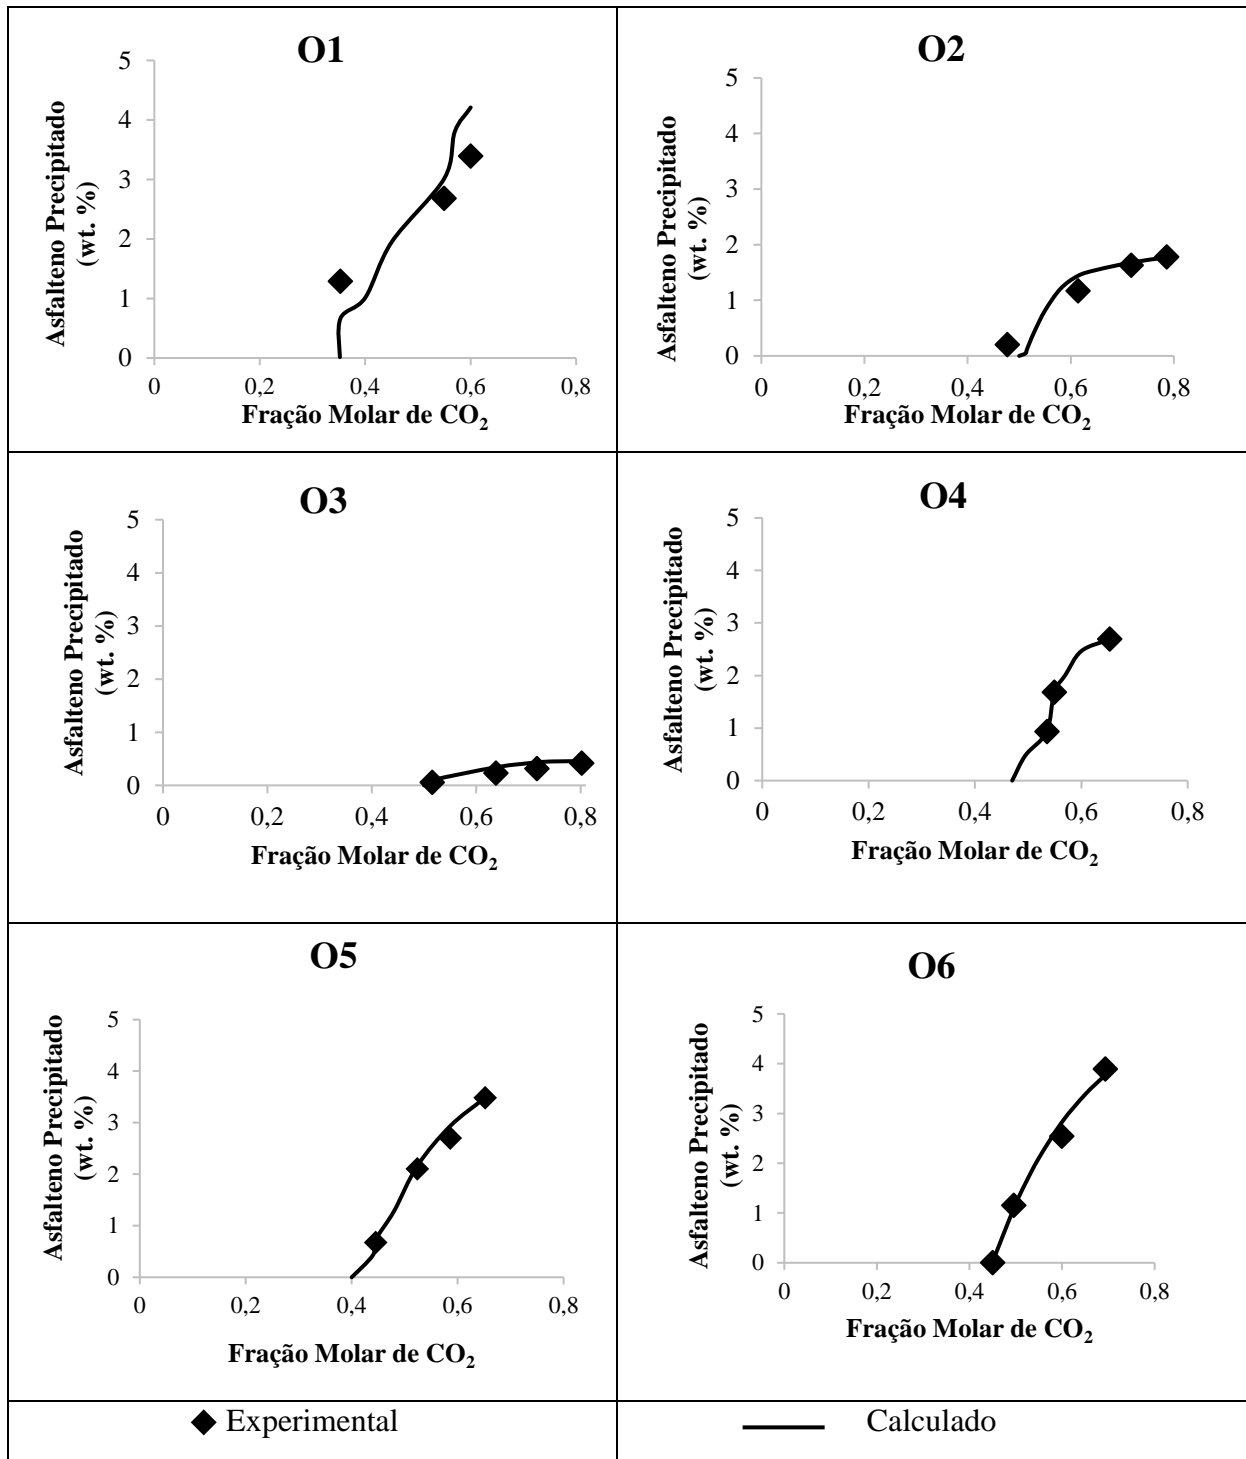 O1
5
4
3
2
1
0
0 0,2 0,4 0,6 0,8
Asfalteno Precipitado
(wt. %)
Fração Molar de CO₂
O2
5
4
3
2
1
0
0 0,2 0,4 0,6 0,8
Asfalteno Precipitado
(wt. %)
Fração Molar de CO₂
O3
5
4
3
2
1
0
0 0,2 0,4 0,6 0,8
Asfalteno Precipitado
(wt. %)
Fração Molar de CO₂
O4
5
4
3
2
1
0
0 0,2 0,4 0,6 0,8
Asfalteno Precipitado
(wt. %)
Fração Molar de CO₂
O5
5
4
3
2
1
0
0 0,2 0,4 0,6 0,8
Asfalteno Precipitado
(wt. %)
Fração Molar de CO₂
O6
5
4
3
2
1
0
0 0,2 0,4 0,6 0,8
Asfalteno Precipitado
(wt. %)
Fração Molar de CO₂
Experimental
Calculado